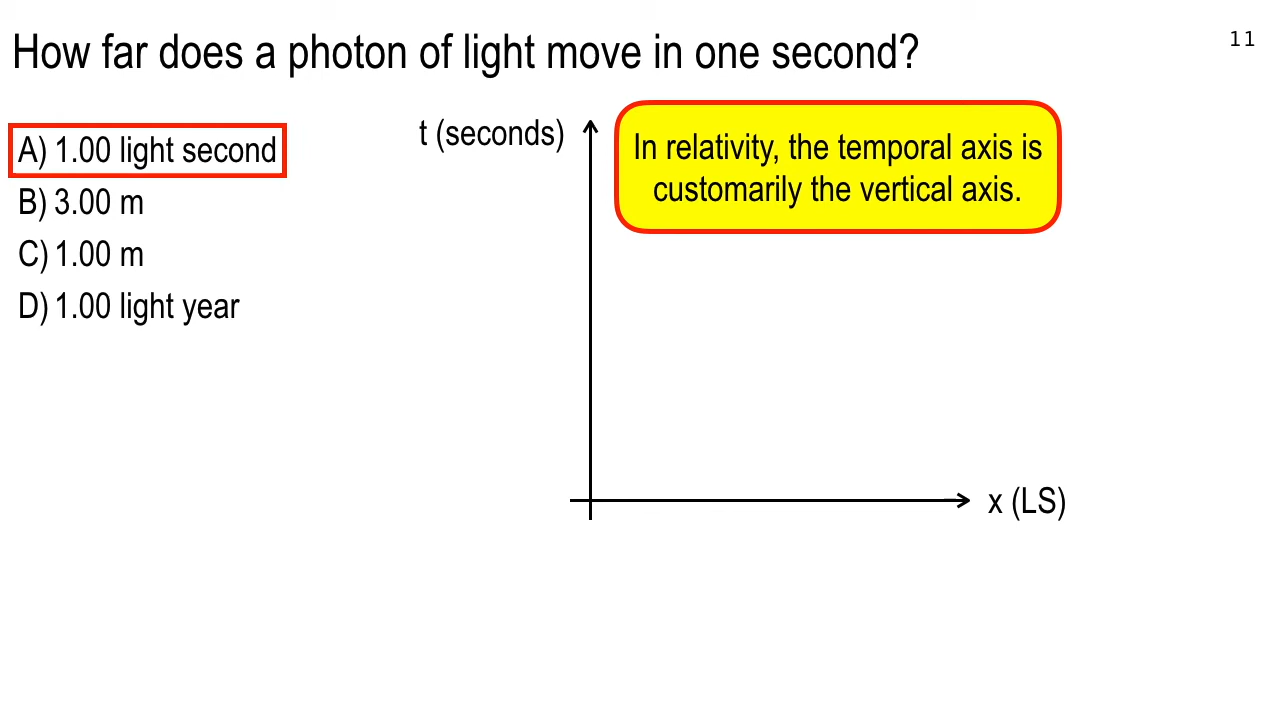 How far does a photon of light move in one second?
11
A) 1.00 light second
B) 3.00 m
C) 1.00 m
D) 1.00 light year
t (seconds)
In relativity, the temporal axis is
customarily the vertical axis.
x (LS)